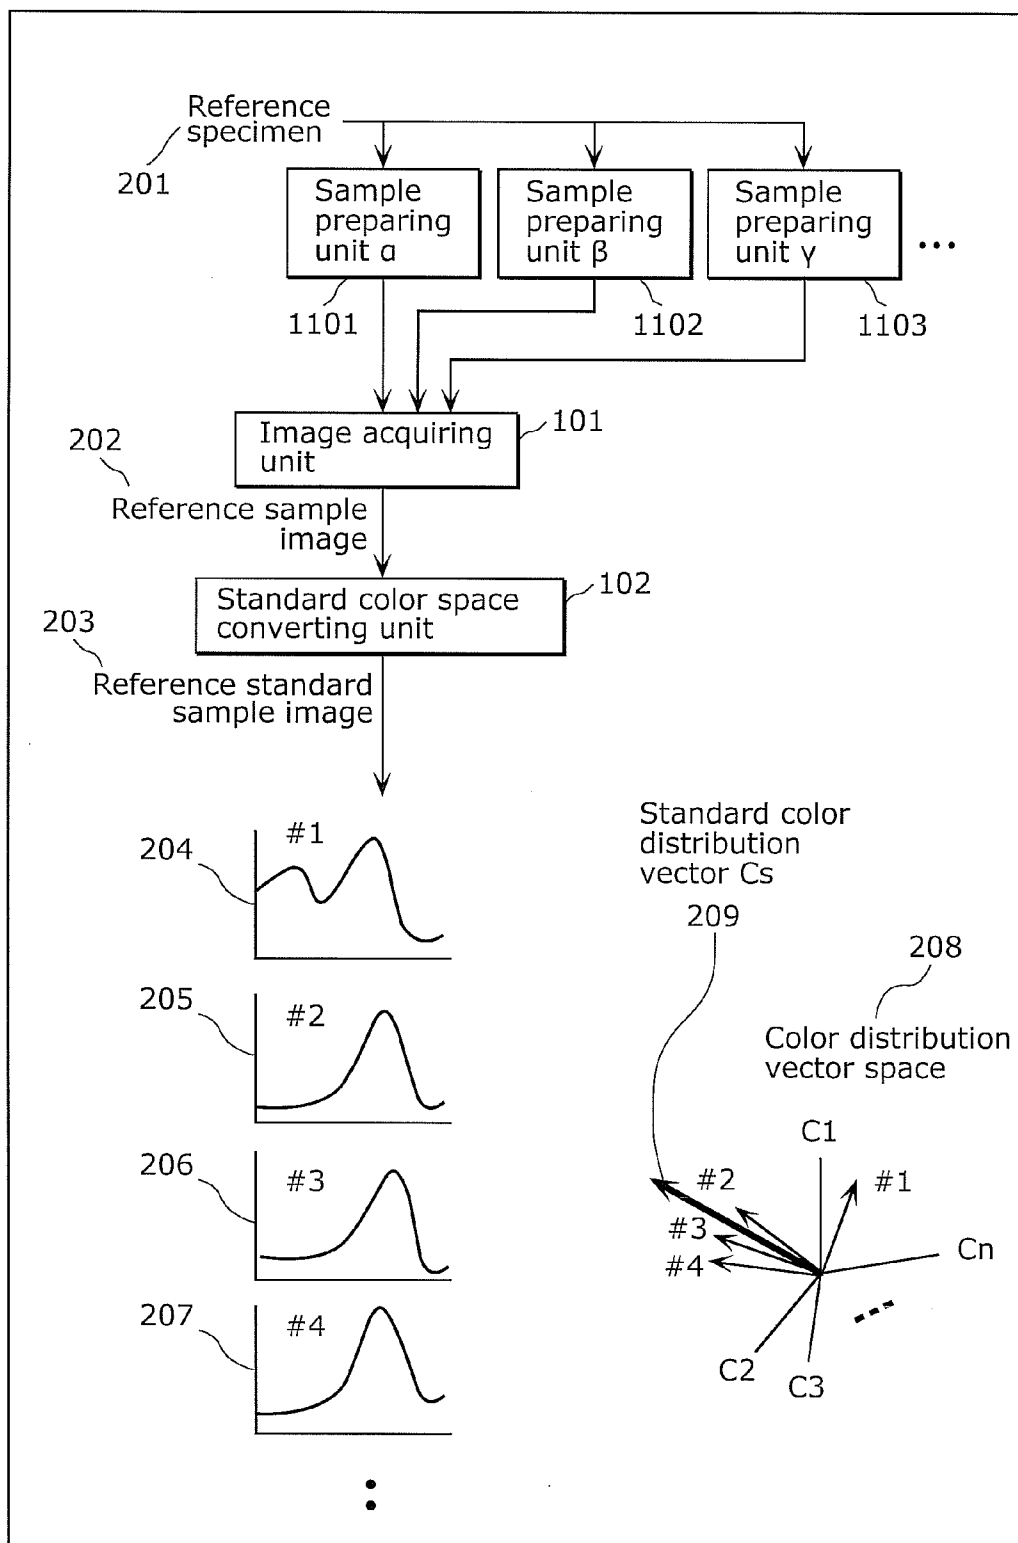 Reference
specimen
201
Sample
preparing
unit α
Sample
preparing
unit β
Sample
preparing
unit γ
...
1101
1102
1103
Image acquiring
unit
101
202
Reference sample
image
Standard color space
converting unit
102
203
Reference standard
sample image
204
#1
205
#2
206
#3
207
#4
Standard color
distribution
vector Cs
209
208
Color distribution
vector space
C1
#2
#1
#3
#4
Cn
C2
C3